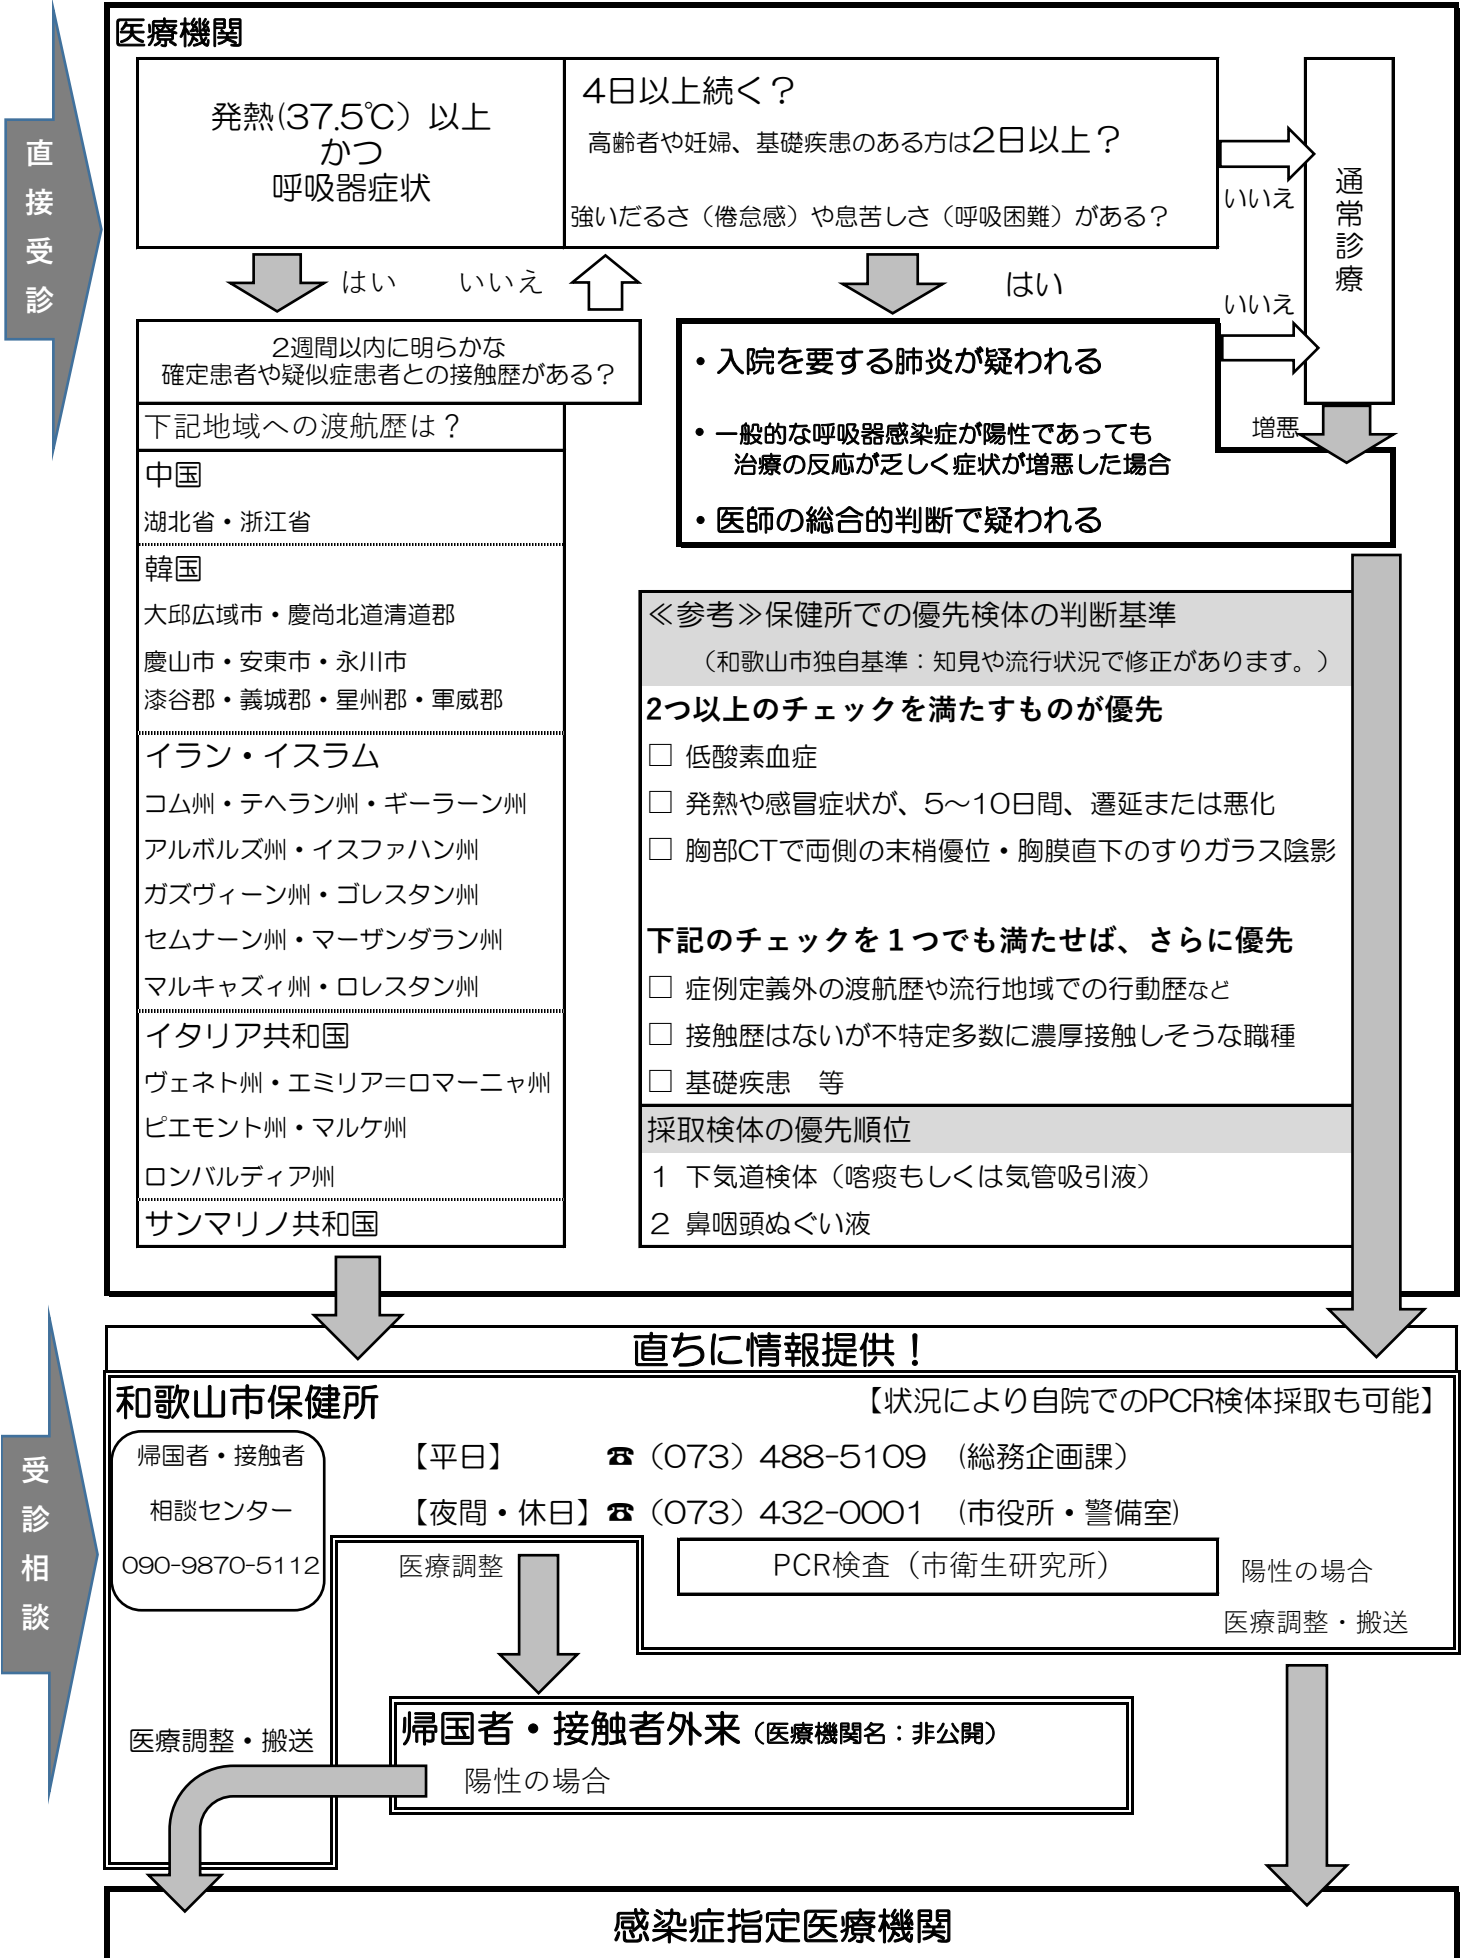 直接受診
医療機関
発熱(37.5℃）以上
かつ
呼吸器症状
4日以上続く？
高齢者や妊婦、基礎疾患のある方は2日以上？
強いだるさ（倦怠感）や息苦しさ（呼吸困難）がある？
いいえ
通常診療
はい
いいえ
はい
いいえ
2週間以内に明らかな
確定患者や疑似症患者との接触歴がある？
下記地域への渡航歴は？
中国
湖北省・浙江省
韓国
大邱広域市・慶尚北道清道郡
慶山市・安東市・永川市
漆谷郡・義城郡・星州郡・軍威郡
イラン・イスラム
コム州・テヘラン州・ギーラーン州
アルボルズ州・イスファハン州
ガズヴィーン州・ゴレスタン州
セムナーン州・マーザンダラン州
マルキャズィ州・ロレスタン州
イタリア共和国
ヴェネト州・エミリア＝ロマーニャ州
ピエモント州・マルケ州
ロンバルディア州
サンマリノ共和国
・入院を要する肺炎が疑われる
・一般的な呼吸器感染症が陽性であっても
治療の反応が乏しく症状が増悪した場合
・医師の総合的判断で疑われる
増悪
≪参考≫保健所での優先検体の判断基準
（和歌山市独自基準：知見や流行状況で修正があります。）
2つ以上のチェックを満たすものが優先
□ 低酸素血症
□ 発熱や感冒症状が、5～10日間、遷延または悪化
□ 胸部CTで両側の末梢優位・胸膜直下のすりガラス陰影
下記のチェックを１つでも満たせば、さらに優先
□ 症例定義外の渡航歴や流行地域での行動歴など
□ 接触歴はないが不特定多数に濃厚接触しそうな職種
□ 基礎疾患　等
採取検体の優先順位
1 下気道検体（喀痰もしくは気管吸引液）
2 鼻咽頭ぬぐい液
直ちに情報提供！
受診相談
和歌山市保健所
【状況により自院でのPCR検体採取も可能】
帰国者・接触者
相談センター
090-9870-5112
【平日】 ☎（073）488-5109 （総務企画課）
【夜間・休日】☎（073）432-0001 （市役所・警備室）
医療調整
PCR検査（市衛生研究所）
陽性の場合
医療調整・搬送
医療調整・搬送
帰国者・接触者外来（医療機関名：非公開）
陽性の場合
感染症指定医療機関